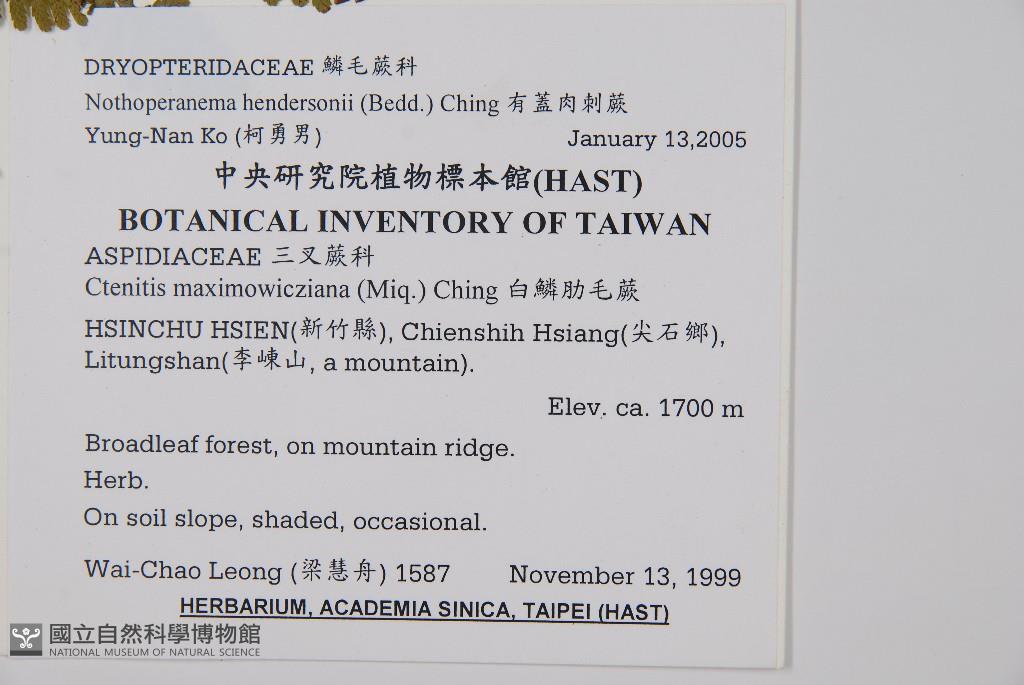 DRYOPTERIDACEAE 鱗毛蕨科
Nothoperanema hendersonii (Bedd.) Ching 有蓋肉刺蕨
Yung-Nan Ko (柯勇男) January 13,2005
中央研究院植物標本館(HAST)
BOTANICAL INVENTORY OF TAIWAN
ASPIDIACEAE 三叉蕨科
Ctenitis maximowicziana (Miq.) Ching 白鱗肋毛蕨
HSINCHU HSIEN(新竹縣), Chienshih Hsiang(尖石鄉),
Litungshan(李崠山, a mountain).
Elev. ca. 1700 m
Broadleaf forest, on mountain ridge.
Herb.
On soil slope, shaded, occasional.
Wai-Chao Leong (梁慧舟) 1587 November 13, 1999
HERBARIUM, ACADEMIA SINICA, TAIPEI (HAST)
國立自然科學博物館
NATIONAL MUSEUM OF NATURAL SCIENCE